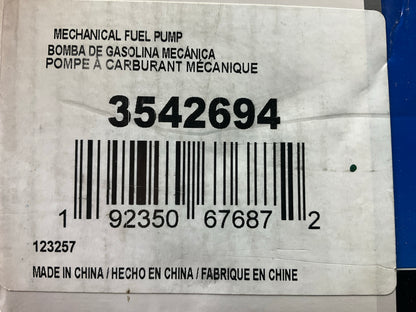 MECHANICAL FUEL PUMP
BOMBA DE GASOLINA MECÁNICA
POMPE À CARBURANT MÉCANIQUE
3542694
1 92350 67687 2
123257
MADE IN CHINA / HECHO EN CHINA / FABRIQUE EN CHINE